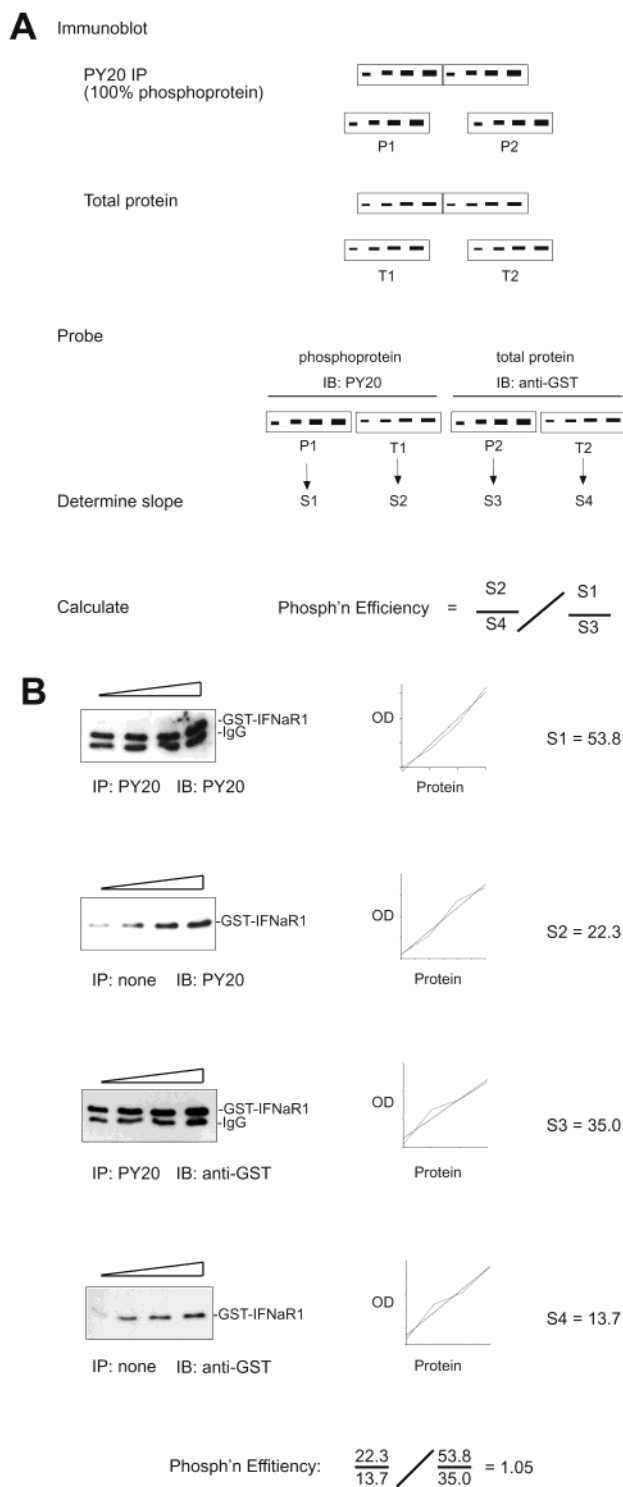 A
Immunoblot
PY20 IP
(100% phosphoprotein)
P1 P2
Total protein
T1 T2
Probe
phosphoprotein total protein
IB: PY20 IB: anti-GST
P1 T1 P2 T2
Determine slope S1 S2 S3 S4
Calculate Phosph'n Efficiency = S2 S1
S4 S3
B
-GST-IFNaR1
-IgG
IP: PY20 IB: PY20
OD
Protein
S1 = 53.8
-GST-IFNaR1
IP: none IB: PY20
OD
Protein
S2 = 22.3
-GST-IFNaR1
-IgG
IP: PY20 IB: anti-GST
OD
Protein
S3 = 35.0
-GST-IFNaR1
IP: none IB: anti-GST
OD
Protein
S4 = 13.7
Phosph'n Effitiency: 22.3 53.8 = 1.05
13.7 35.0